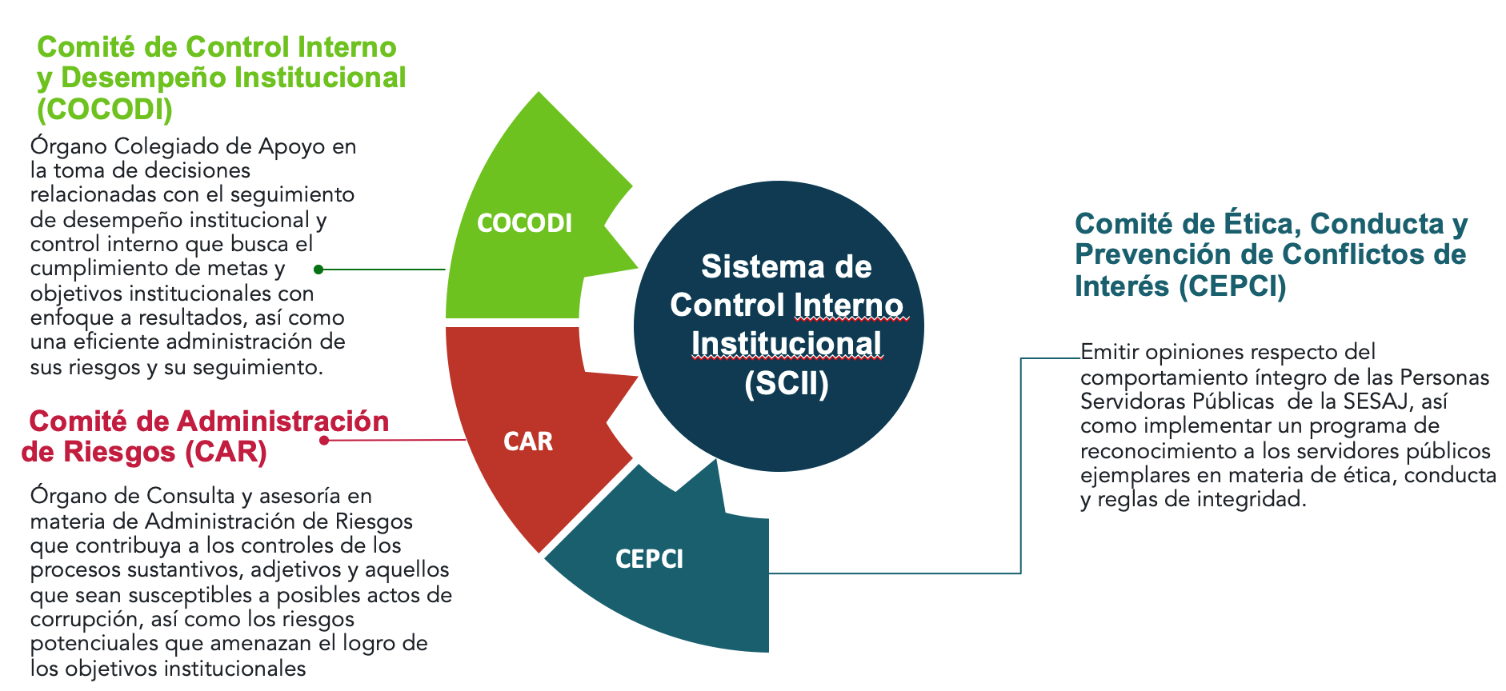 Comité de Control Interno
y Desempeño Institucional
(COCODI)
Órgano Colegiado de Apoyo en
la toma de decisiones
relacionadas con el seguimiento
de desempeño institucional y
control interno que busca el
cumplimiento de metas y
objetivos institucionales con
enfoque a resultados, así como
una eficiente administración de
sus riesgos y su seguimiento.
Comité de Administración
de Riesgos (CAR)
Órgano de Consulta y asesoría en
materia de Administración de Riesgos
que contribuya a los controles de los
procesos sustantivos, adjetivos y aquellos
que sean susceptibles a posibles actos de
corrupción, así como los riesgos
potenciuales que amenazan el logro de
los objetivos institucionales
COCODI
CAR
CEPCI
Sistema de
Control Interno
Institucional
(SCII)
Comité de Ética, Conducta y
Prevención de Conflictos de
Interés (CEPCI)
Emitir opiniones respecto del
comportamiento íntegro de las Personas
Servidoras Públicas de la SESAJ, así
como implementar un programa de
reconocimiento a los servidores públicos
ejemplares en materia de ética, conducta
y reglas de integridad.